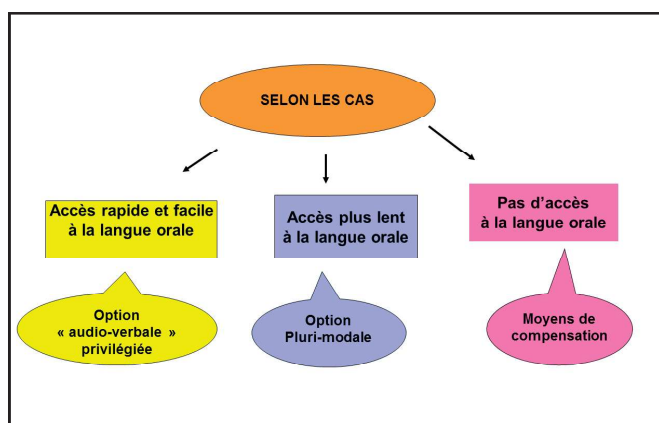 SELON LES CAS
Accès rapide et facile
à la langue orale
Accès plus lent
à la langue orale
Pas d’accès
à la langue orale
Option
« audio-verbale »
privilégiée
Option
Pluri-modale
Moyens de
compensation